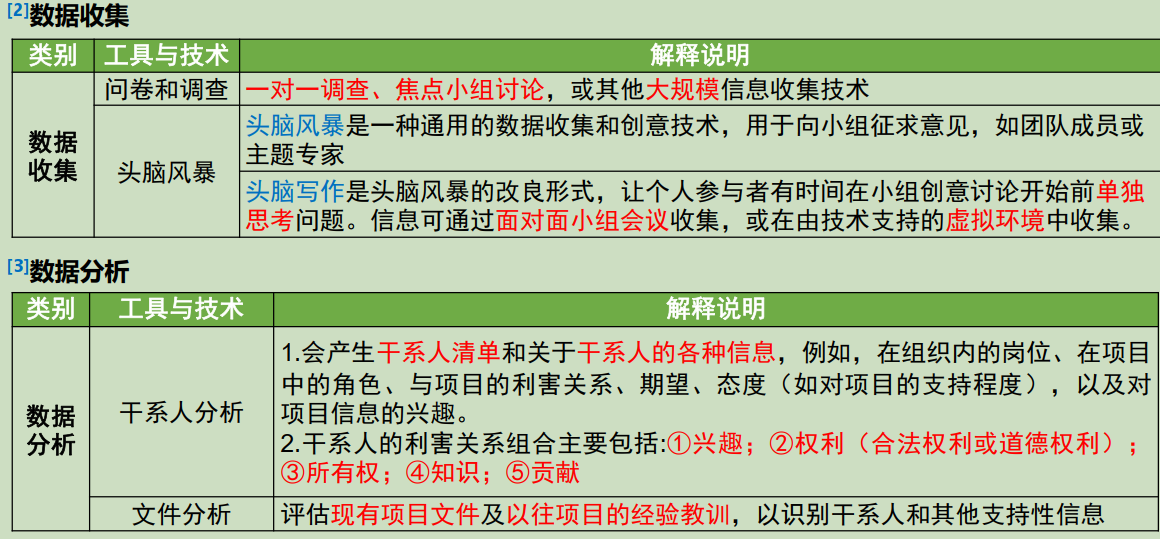 [2]数据收集
类别 工具与技术 解释说明
数据收集 问卷和调查 一对一调查、焦点小组讨论，或其他大规模信息收集技术
头脑风暴 头脑风暴是一种通用的数据收集和创意技术，用于向小组征求意见，如团队成员或
主题专家
头脑写作是头脑风暴的改良形式，让个人参与者有时间在小组创意讨论开始前单独
思考问题。信息可通过面对面小组会议收集，或在由技术支持的虚拟环境中收集。
[3]数据分析
类别 工具与技术 解释说明
数据分析 干系人分析 1.会产生干系人清单和关于干系人的各种信息，例如，在组织内的岗位、在项目
中的角色、与项目的利害关系、期望、态度（如对项目的支持程度），以及对
项目信息的兴趣。
2.干系人的利害关系组合主要包括:①兴趣；②权利（合法权利或道德权利）；
③所有权；④知识；⑤贡献
文件分析 评估现有项目文件及以往项目的经验教训，以识别干系人和其他支持性信息